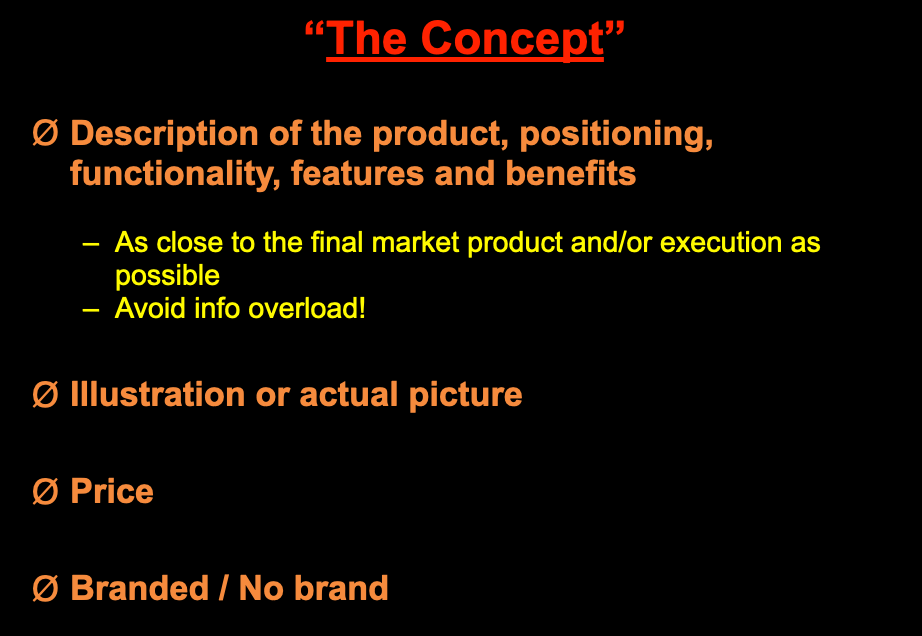 “The Concept”
Ø Description of the product, positioning,
functionality, features and benefits
– As close to the final market product and/or execution as
possible
– Avoid info overload!
Ø Illustration or actual picture
Ø Price
Ø Branded / No brand